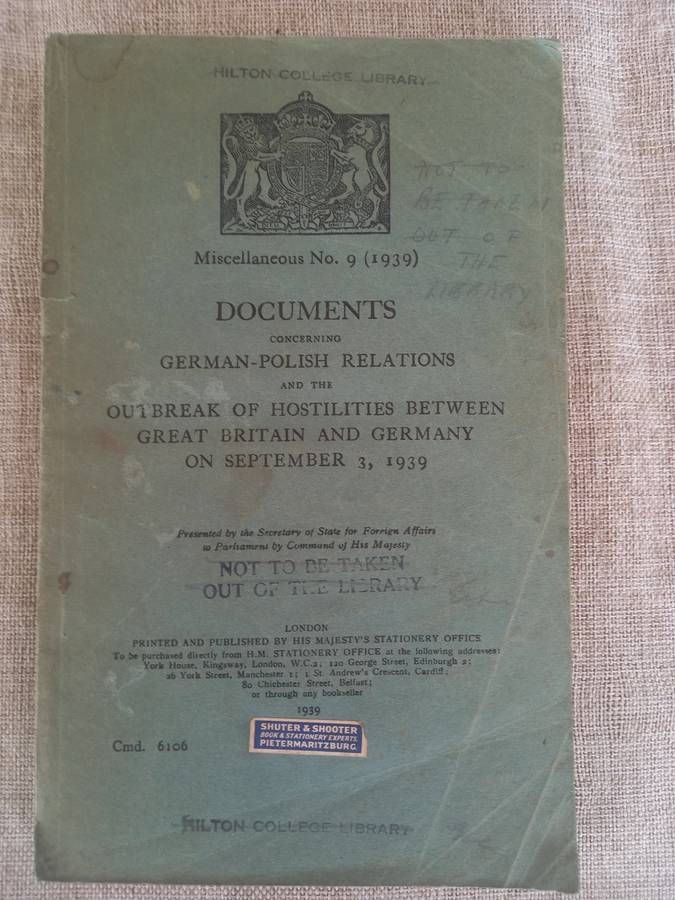 HILTON COLLEGE LIBRARY
NOT TO
BE TAKEN
OUT OF
THE
LIBRARY
Miscellaneous No. 9 (1939)
DOCUMENTS
CONCERNING
GERMAN-POLISH RELATIONS
AND THE
OUTBREAK OF HOSTILITIES BETWEEN
GREAT BRITAIN AND GERMANY
ON SEPTEMBER 3, 1939
Presented by the Secretary of State for Foreign Affairs
to Parliament by Command of His Majesty
NOT TO BE TAKEN
OUT OF THE LIBRARY
LONDON
PRINTED AND PUBLISHED BY HIS MAJESTY'S STATIONERY OFFICE
To be purchased directly from H.M. STATIONERY OFFICE at the following addresses:
York House, Kingsway, London, W.C.2; 120 George Street, Edinburgh 2;
26 York Street, Manchester 1; 1 St. Andrew's Crescent, Cardiff;
80 Chichester Street, Belfast;
or through any bookseller
1939
SHUTER & SHOOTER
BOOK & STATIONERY EXPERTS,
PIETERMARITZBURG.
Cmd. 6106
HILTON COLLEGE LIBRARY